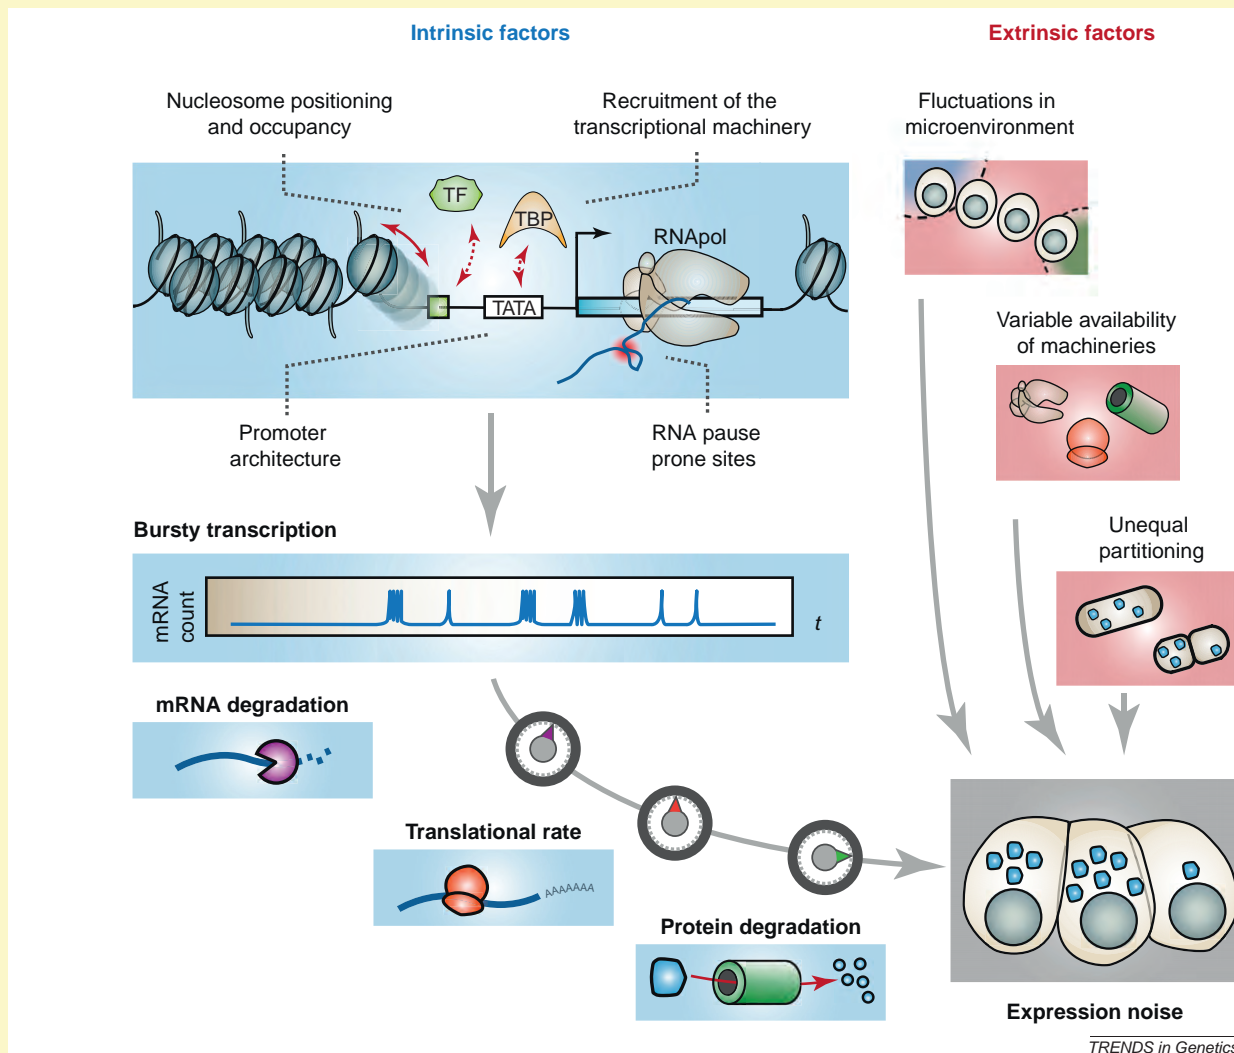 Intrinsic factors
Extrinsic factors
Nucleosome positioning
and occupancy
Recruitment of the
transcriptional machinery
Fluctuations in
microenvironment
TF
TBP
RNApol
TATA
Variable availability
of machineries
Promoter
architecture
RNA pause
prone sites
Unequal
partitioning
Bursty transcription
mRNA
count
t
mRNA degradation
Translational rate
AAAAAAA
Protein degradation
Expression noise
TRENDS in Genetics